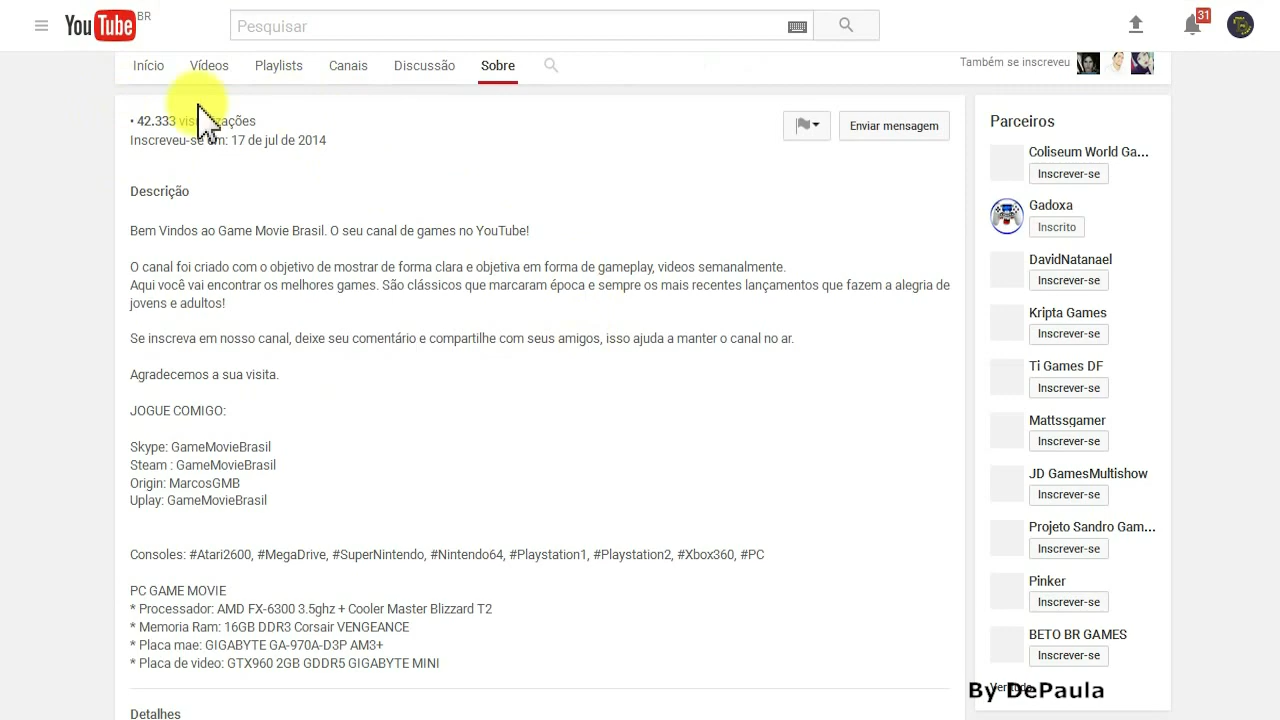 YouTube BR
Pesquisar
31
Início Vídeos Playlists Canais Discussão Sobre
Também se inscreveu
• 42.333 visualizações
Inscreveu-se em: 17 de jul de 2014
Enviar mensagem
Descrição
Bem Vindos ao Game Movie Brasil. O seu canal de games no YouTube!
O canal foi criado com o objetivo de mostrar de forma clara e objetiva em forma de gameplay, videos semanalmente.
Aqui você vai encontrar os melhores games. São clássicos que marcaram época e sempre os mais recentes lançamentos que fazem a alegria de
jovens e adultos!
Se inscreva em nosso canal, deixe seu comentário e compartilhe com seus amigos, isso ajuda a manter o canal no ar.
Agradecemos a sua visita.
JOGUE COMIGO:
Skype: GameMovieBrasil
Steam : GameMovieBrasil
Origin: MarcosGMB
Uplay: GameMovieBrasil
Consoles: #Atari2600, #MegaDrive, #SuperNintendo, #Nintendo64, #Playstation1, #Playstation2, #Xbox360, #PC
PC GAME MOVIE
* Processador: AMD FX-6300 3.5ghz + Cooler Master Blizzard T2
* Memoria Ram: 16GB DDR3 Corsair VENGEANCE
* Placa mae: GIGABYTE GA-970A-D3P AM3+
* Placa de video: GTX960 2GB GDDR5 GIGABYTE MINI
Detalhes
Parceiros
Coliseum World Ga...
Inscrever-se
Gadoxa
Inscrito
DavidNatanael
Inscrever-se
Kripta Games
Inscrever-se
Ti Games DF
Inscrever-se
Mattssgamer
Inscrever-se
JD GamesMultishow
Inscrever-se
Projeto Sandro Gam...
Inscrever-se
Pinker
Inscrever-se
BETO BR GAMES
Inscrever-se
Ver tudo
By DePaula